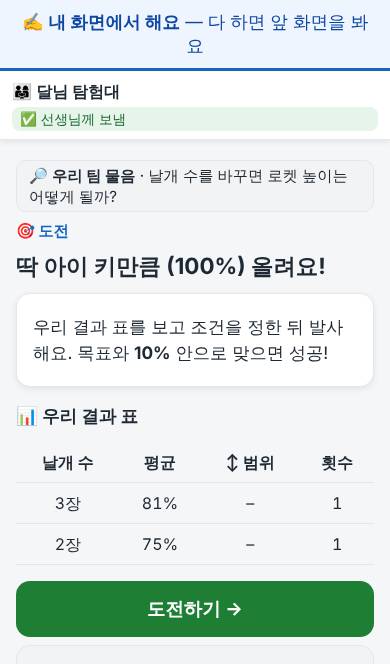 ✍️ 내 화면에서 해요 — 다 하면 앞 화면을 봐
요
👨‍👩‍👧 달님 탐험대
✅ 선생님께 보냄
🔎 우리 팀 물음 · 날개 수를 바꾸면 로켓 높이는
어떻게 될까?
🎯 도전
딱 아이 키만큼 (100%) 올려요!
우리 결과 표를 보고 조건을 정한 뒤 발사
해요. 목표와 10% 안으로 맞으면 성공!
📊 우리 결과 표
날개 수 평균 ↕ 범위 횟수
3장 81% – 1
2장 75% – 1
도전하기 →